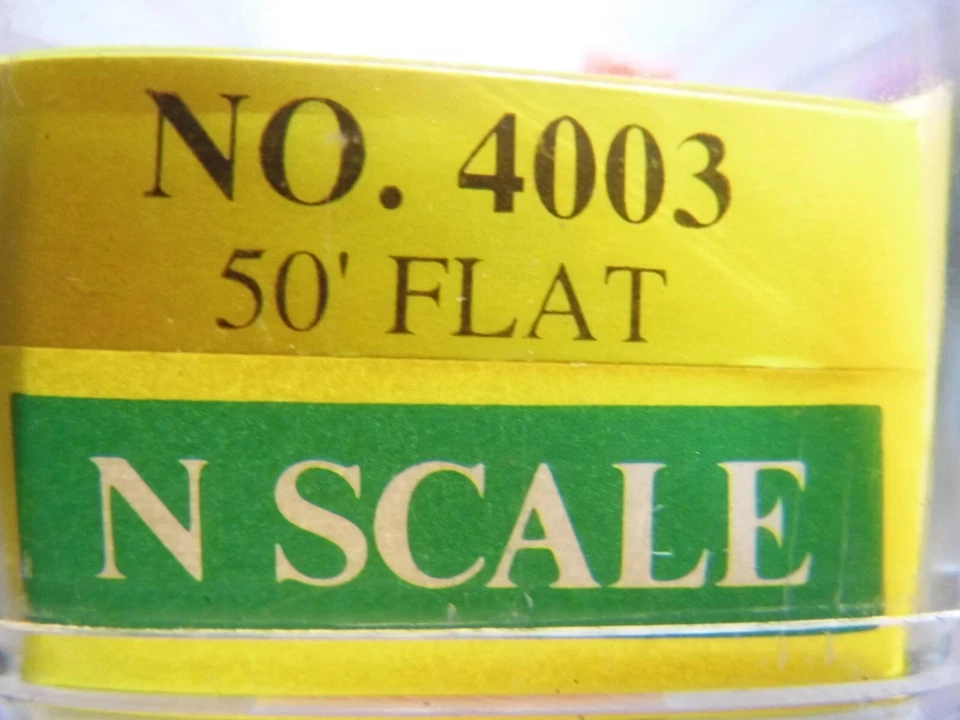 NO. 4003
50' FLAT
N SCALE